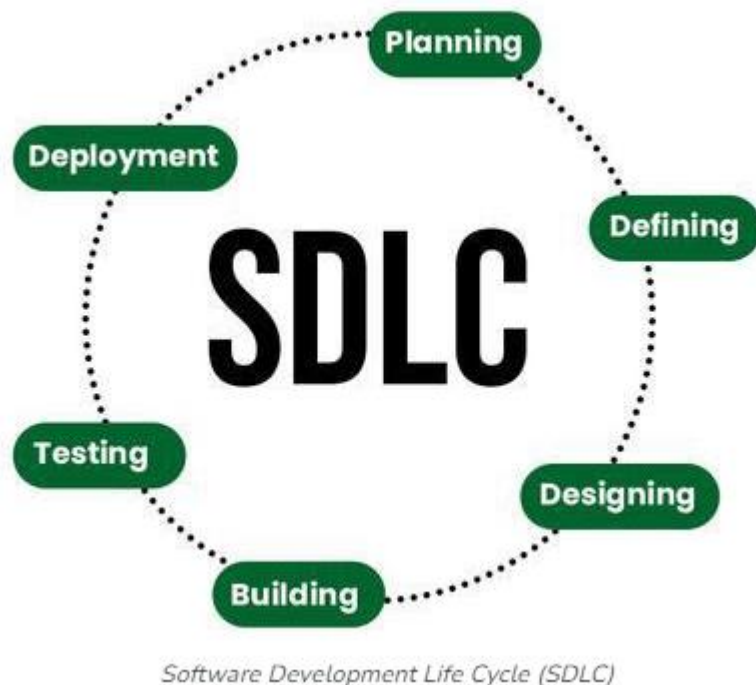 Planning
Deployment
Defining
SDLC
Testing
Designing
Building
Software Development Life Cycle (SDLC)